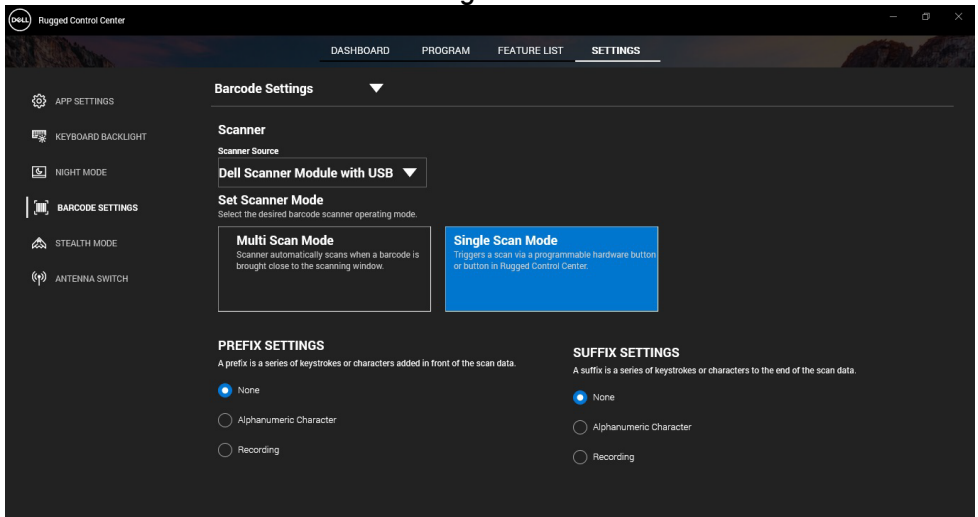 DELL
Rugged Control Center
DASHBOARD PROGRAM FEATURE LIST SETTINGS
APP SETTINGS
KEYBOARD BACKLIGHT
NIGHT MODE
BARCODE SETTINGS
STEALTH MODE
ANTENNA SWITCH
Barcode Settings
Scanner
Scanner Source
Dell Scanner Module with USB
Set Scanner Mode
Select the desired barcode scanner operating mode.
Multi Scan Mode
Scanner automatically scans when a barcode is
brought close to the scanning window.
Single Scan Mode
Triggers a scan via a programmable hardware button
or button in Rugged Control Center.
PREFIX SETTINGS
A prefix is a series of keystrokes or characters added in front of the scan data.
None
Alphanumeric Character
Recording
SUFFIX SETTINGS
A suffix is a series of keystrokes or characters to the end of the scan data.
None
Alphanumeric Character
Recording